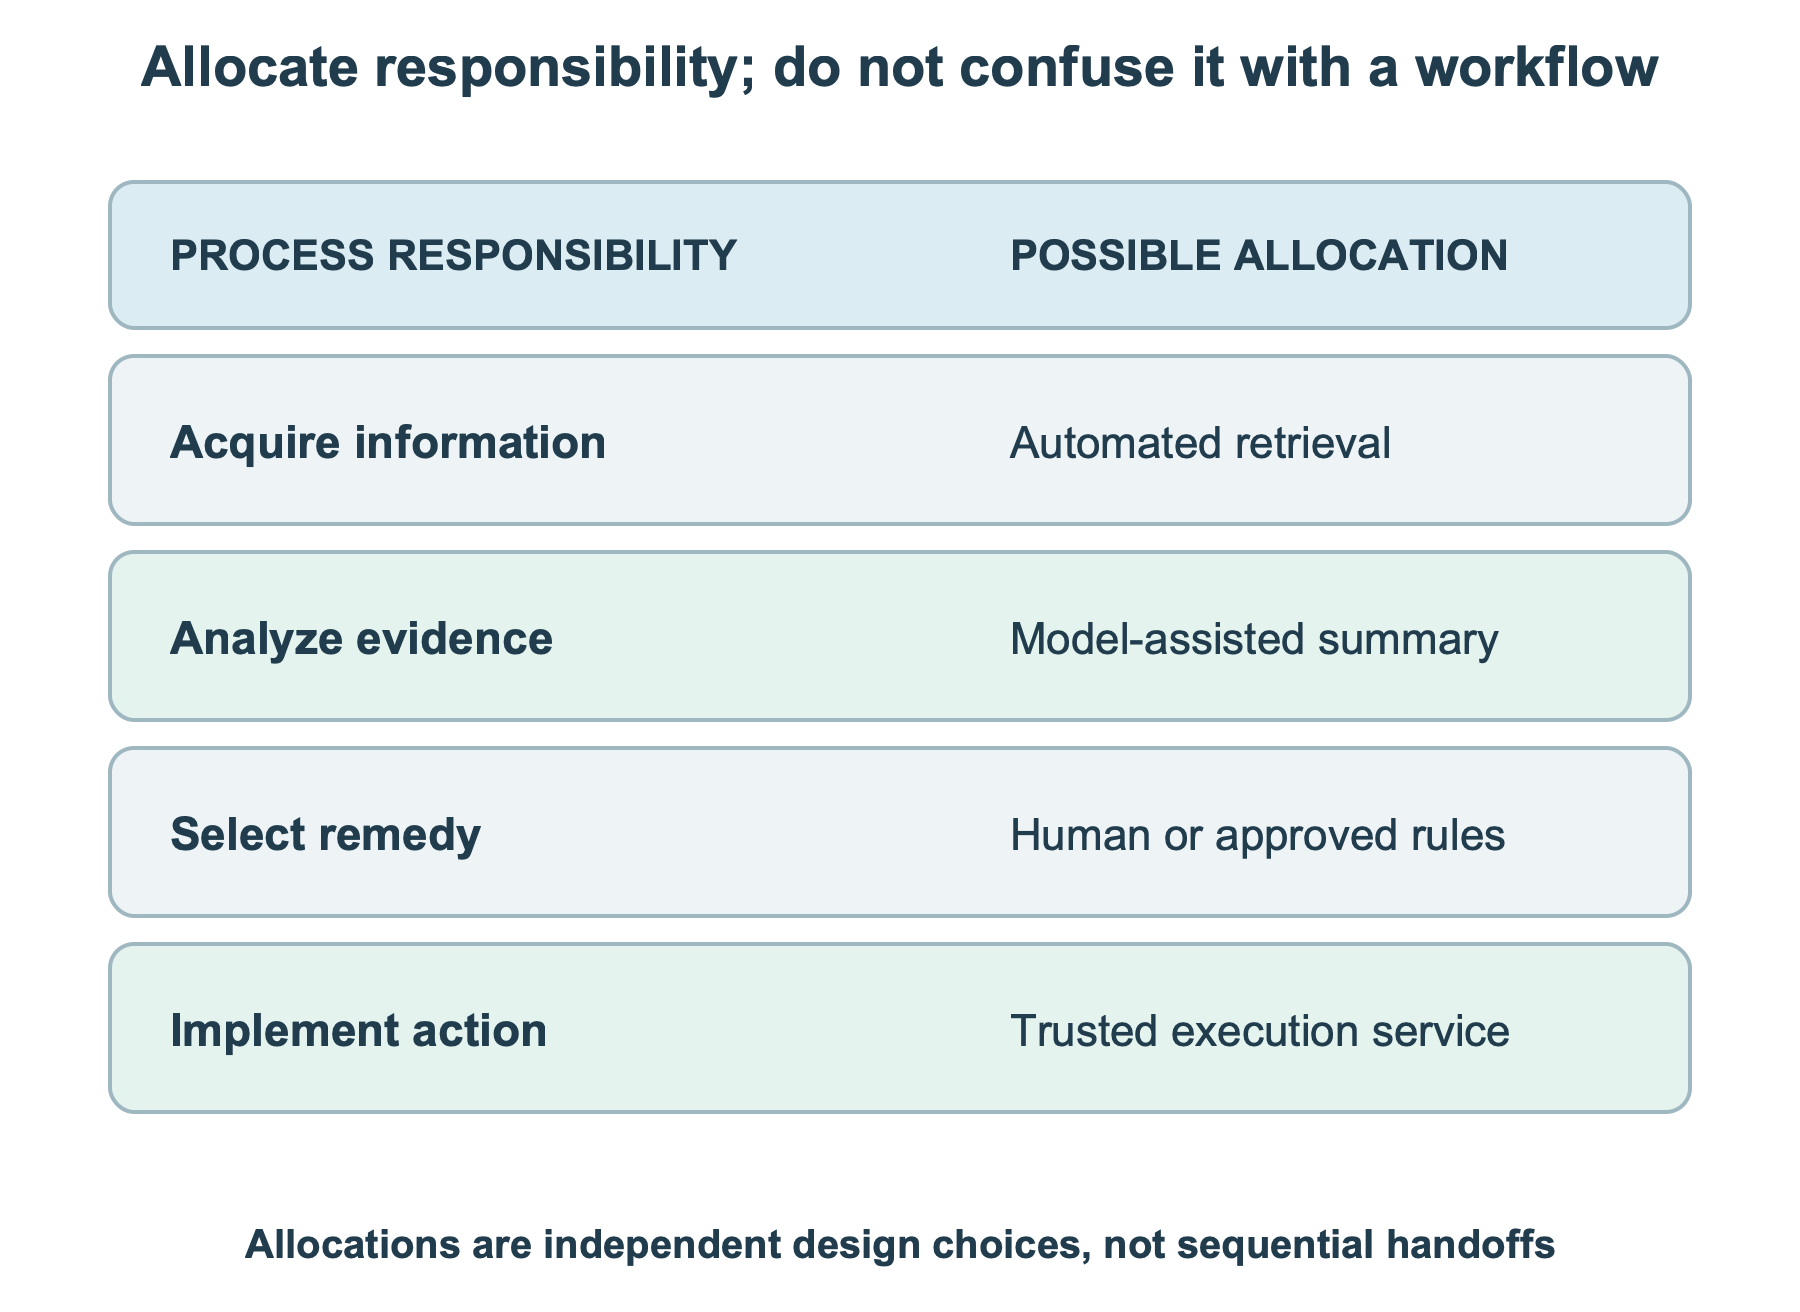 Allocate responsibility; do not confuse it with a workflow
PROCESS RESPONSIBILITY POSSIBLE ALLOCATION
Acquire information Automated retrieval
Analyze evidence Model-assisted summary
Select remedy Human or approved rules
Implement action Trusted execution service
Allocations are independent design choices, not sequential handoffs